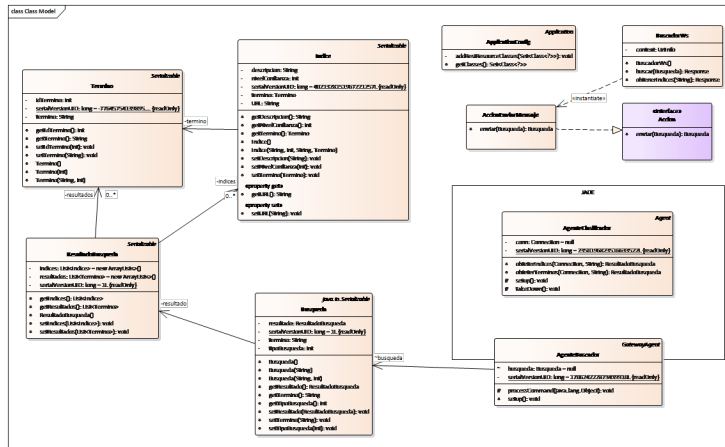 class Class Model
Serializable
Termino
- idTermino: int
- serialVersionUID: long = {readOnly}
- termino: String
+ getIdTermino(): int
+ getTermino(): String
+ setIdTermino(int): void
+ setTermino(String): void
+ Termino()
+ Termino(int)
+ Termino(String, int)
Serializable
Indice
- descripcion: String
- nivelConfianza: int
- serialVersionUID: long = {readOnly}
- termino: Termino
- URL: String
+ getDescripcion(): String
+ getNivelConfianza(): int
+ getTermino(): Termino
+ Indice()
+ Indice(String, int, String, Termino)
+ setDescripcion(String): void
+ setNivelConfianza(int): void
+ setTermino(Termino): void
«property get»
+ getURL(): String
«property set»
+ setURL(String): void
Application
ApplicationConfig
- addRestResourceClasses(Set<Class<?>>): void
+ getClasses(): Set<Class<?>>
BuscadorWs
- context: UriInfo
+ BuscadorWs()
+ buscar(Busqueda): Response
+ obtenerIndices(String): Response
«instantiate»
AccionEnviarMensaje
+ enviar(Busqueda): Busqueda
«interface»
Accion
+ enviar(Busqueda): Busqueda
-termino
-indices
0..*
-resultados
0..*
Serializable
ResultadoBusqueda
- indices: List<Indice> = new ArrayList<>()
- resultados: List<Termino> = new ArrayList<>()
- serialVersionUID: long = 1L {readOnly}
+ getIndices(): List<Indice>
+ getResultados(): List<Termino>
+ ResultadoBusqueda()
+ setIndices(List<Indice>): void
+ setResultados(List<Termino>): void
-resultado
java.io.Serializable
Busqueda
- resultado: ResultadoBusqueda
- serialVersionUID: long = 1L {readOnly}
- termino: String
- tipoBusqueda: int
+ Busqueda()
+ Busqueda(String)
+ Busqueda(String, int)
+ getResultado(): ResultadoBusqueda
+ getTermino(): String
+ getTipoBusqueda(): int
+ setResultado(ResultadoBusqueda): void
+ setTermino(String): void
+ setTipoBusqueda(int): void
~busqueda
JADE
Agent
AgenteClasificador
- conn: Connection = null
- serialVersionUID: long = {readOnly}
+ obtenerIndices(Connection, String): ResultadoBusqueda
+ obtenerTerminos(Connection, String): ResultadoBusqueda
# setup(): void
# takeDown(): void
GatewayAgent
AgenteBuscador
~ busqueda: Busqueda = null
- serialVersionUID: long = {readOnly}
# processCommand(java.lang.Object): void
+ setup(): void